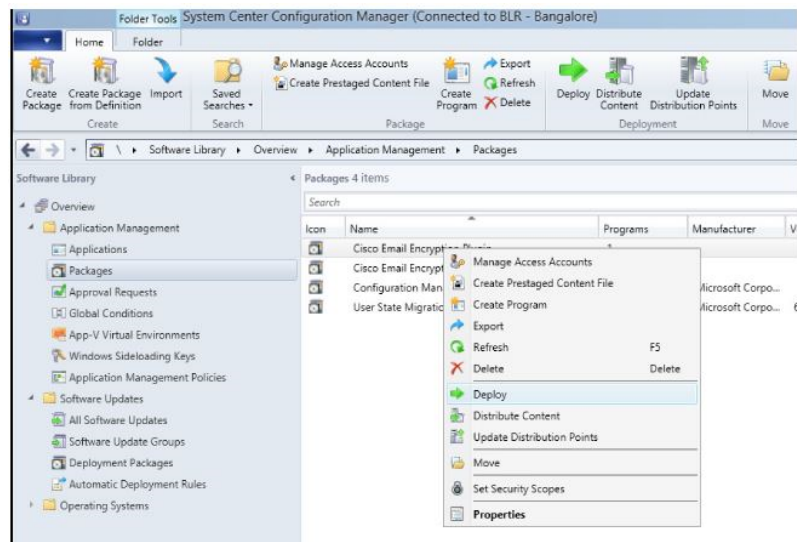 Folder Tools System Center Configuration Manager (Connected to BLR - Bangalore)
Home Folder
Create Package
Create Package from Definition
Import
Saved Searches
Manage Access Accounts
Create Prestaged Content File
Create Program
Export
Refresh
Delete
Deploy
Distribute Content
Update Distribution Points
Move
Create Search Package Deployment Move
\ Software Library Overview Application Management Packages
Software Library
Packages 4 items
Search
Overview
Application Management
Applications
Packages
Approval Requests
Global Conditions
App-V Virtual Environments
Windows Sideloading Keys
Application Management Policies
Software Updates
All Software Updates
Software Update Groups
Deployment Packages
Automatic Deployment Rules
Operating Systems
Icon Name Programs Manufacturer V
Cisco Email Encryption Plugin 1
Cisco Email Encrypt
Configuration Man Microsoft Corpo...
User State Migratic Microsoft Corpo... 6
Manage Access Accounts
Create Prestaged Content File
Create Program
Export
Refresh F5
Delete Delete
Deploy
Distribute Content
Update Distribution Points
Move
Set Security Scopes
Properties